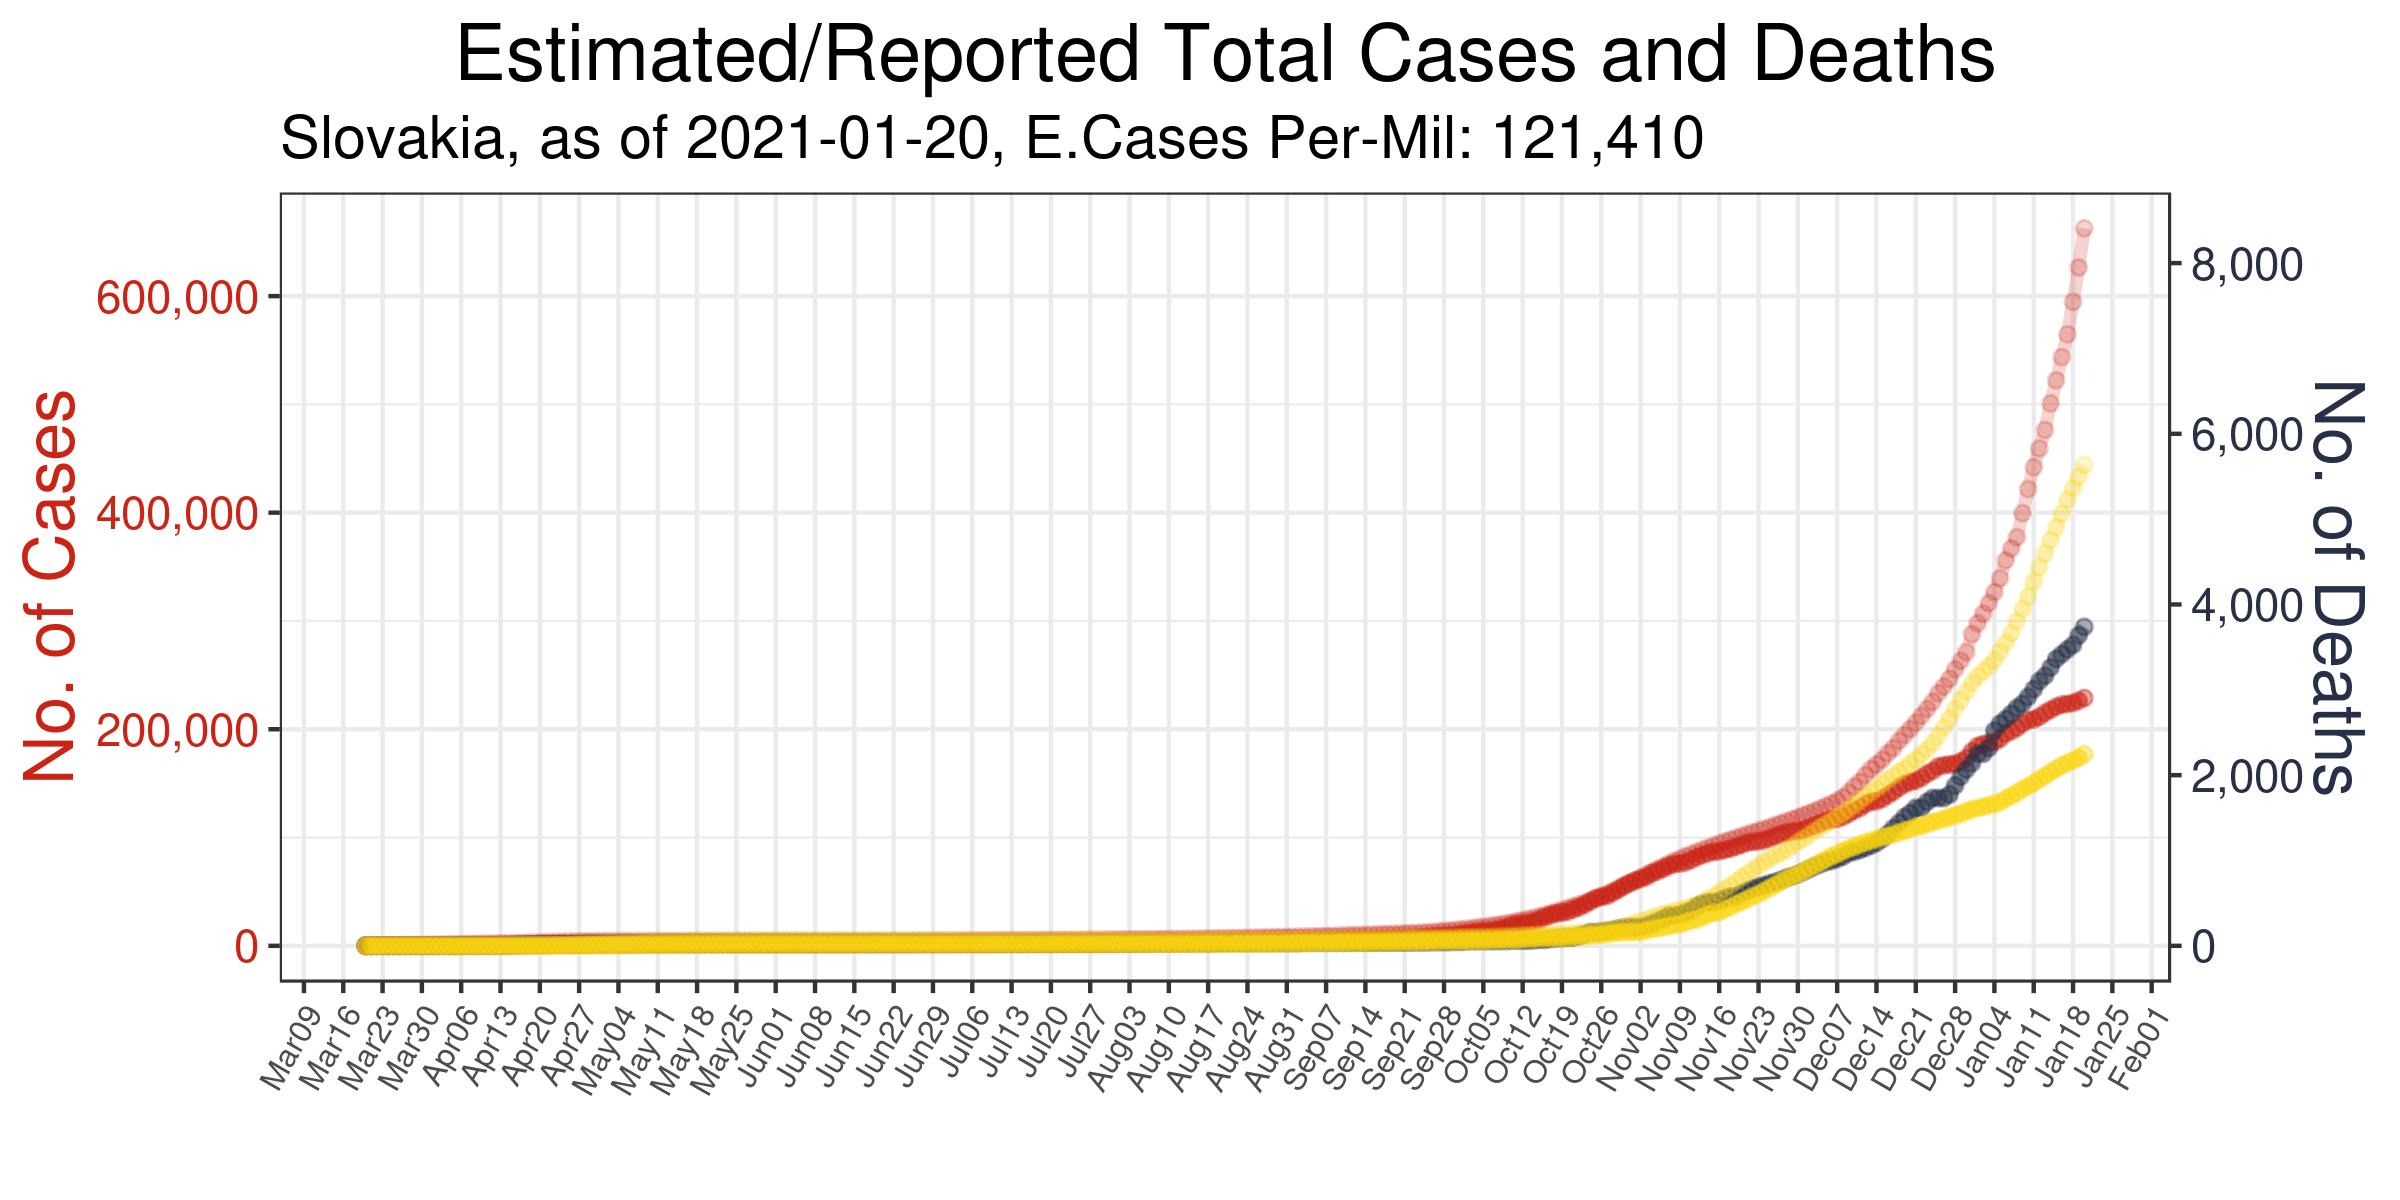 Estimated/Reported Total Cases and Deaths
Slovakia, as of 2021-01-20, E.Cases Per-Mil: 121,410
No. of Cases
600,000
400,000
200,000
0
8,000
6,000
4,000
2,000
0
No. of Deaths
Mar09
Mar16
Mar23
Mar30
Apr06
Apr13
Apr20
Apr27
May04
May11
May18
May25
Jun01
Jun08
Jun15
Jun22
Jun29
Jul06
Jul13
Jul20
Jul27
Aug03
Aug10
Aug17
Aug24
Aug31
Sep07
Sep14
Sep21
Sep28
Oct05
Oct12
Oct19
Oct26
Nov02
Nov09
Nov16
Nov23
Nov30
Dec07
Dec14
Dec21
Dec28
Jan04
Jan11
Jan18
Jan25
Feb01